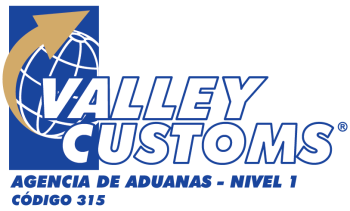 VALLEY
CUSTOMS®
AGENCIA DE ADUANAS - NIVEL 1
CÓDIGO 315